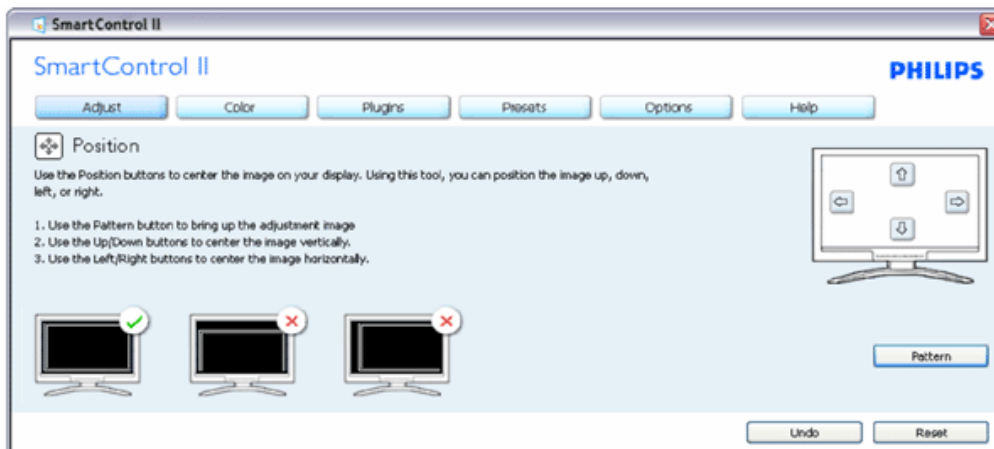 SmartControl II
SmartControl II
PHILIPS
Adjust
Color
Plugins
Presets
Options
Help
Position
Use the Position buttons to center the image on your display. Using this tool, you can position the image up, down,
left, or right.
1. Use the Pattern button to bring up the adjustment image
2. Use the Up/Down buttons to center the image vertically.
3. Use the Left/Right buttons to center the image horizontally.
Pattern
Undo
Reset